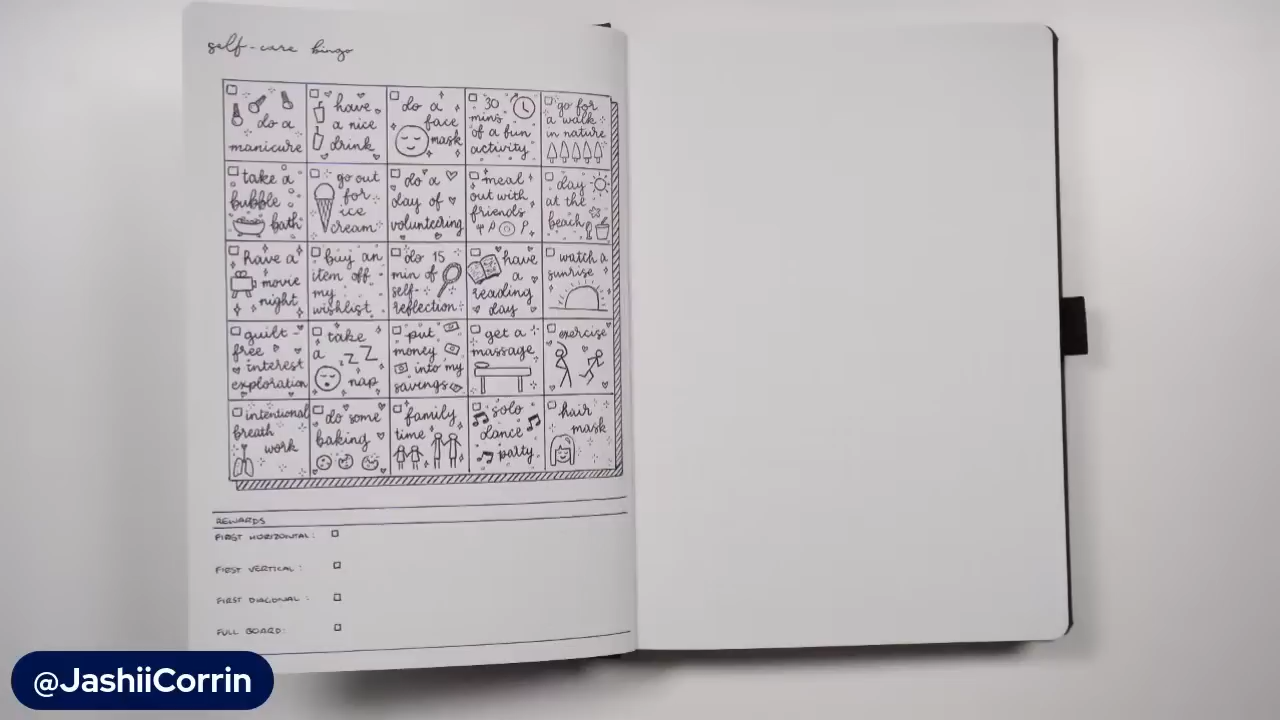 self-care bingo
do a
manicure
have
a nice
drink
do a
face
mask
30
mins
of a fun
activity
go for
a walk
in nature
take a
bubble
bath
go out
for
ice
cream
do a
day of
volunteering
meal
out with
friends
day
at the
beach
have a
movie
night
buy an
item off
my
wishlist
do 15
min of
self-
reflection
have
a
reading
day
watch a
sunrise
guilt-
free
interest
exploration
take
a
zzZ
nap
put
money
into my
savings
get a
massage
exercise
intentional
breath
work
do some
baking
family
time
solo
dance
party
hair
mask
REWARDS
FIRST HORIZONTAL:
FIRST VERTICAL:
FIRST DIAGONAL:
FULL BOARD:
@JashiiCorrin